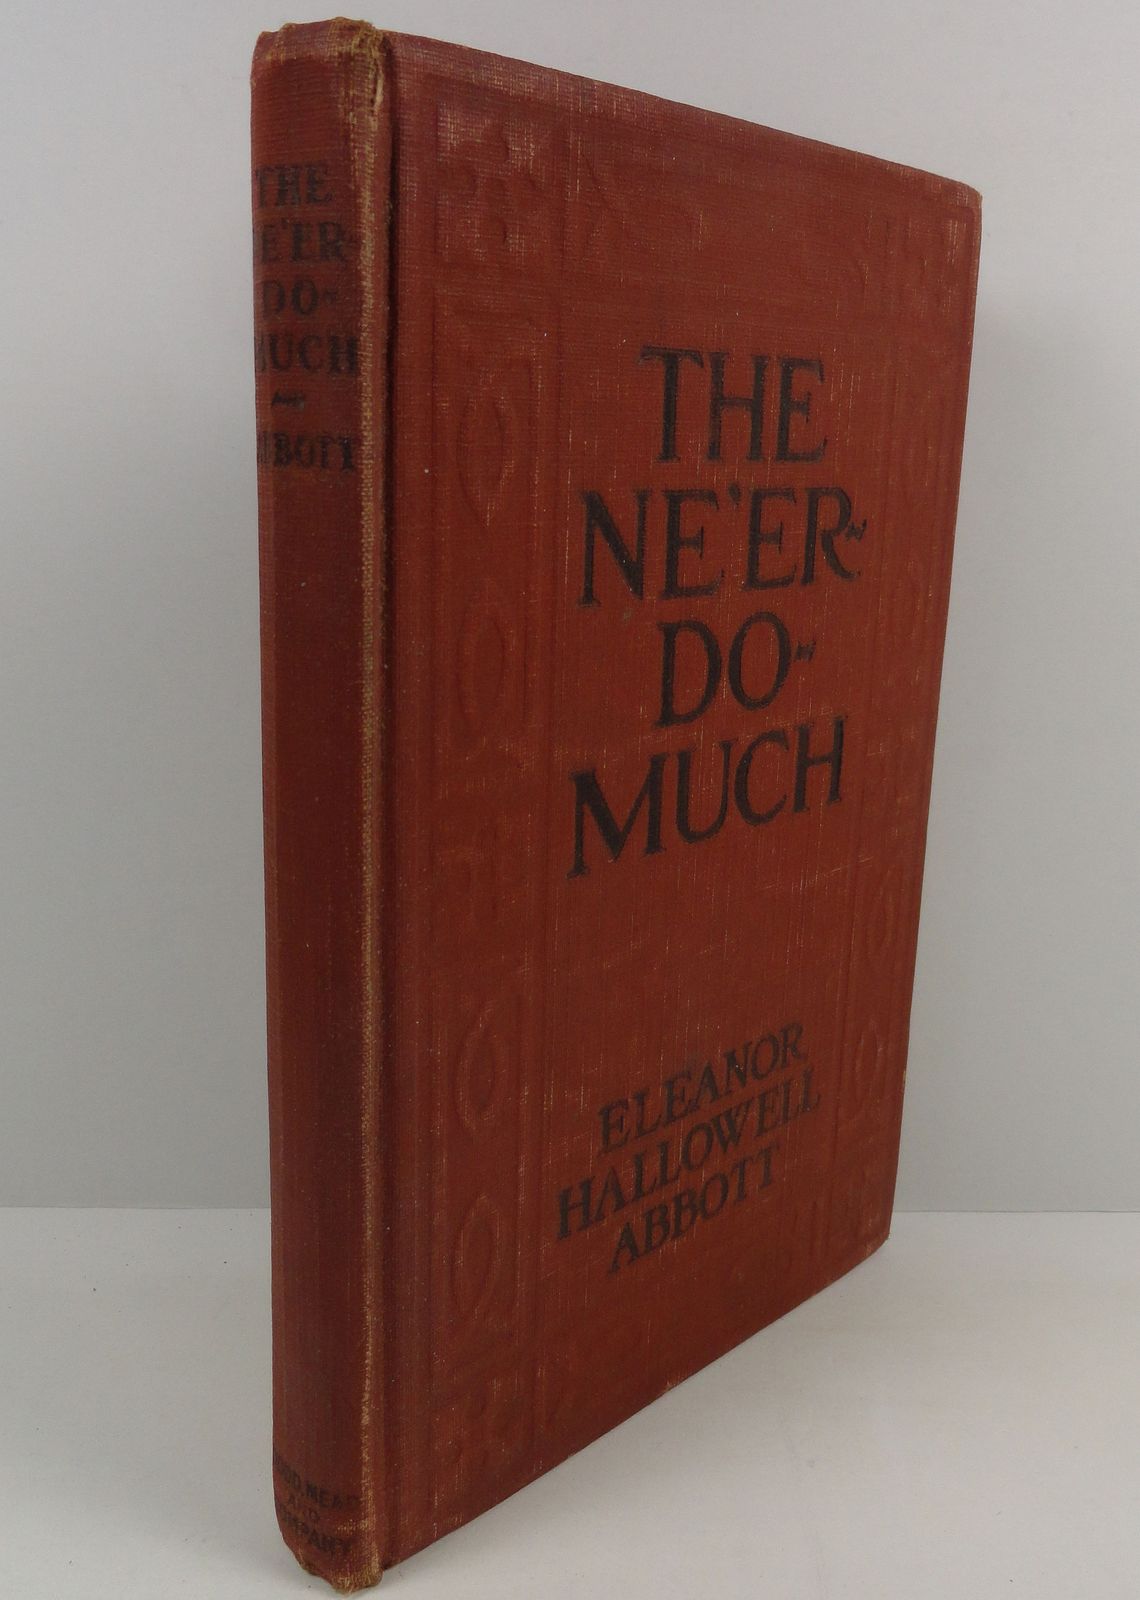 THE
NE'ER-
DO-
MUCH
ABBOTT
DODD, MEAD
AND
COMPANY
THE
NE'ER-
DO-
MUCH
ELEANOR
HALLOWELL
ABBOTT